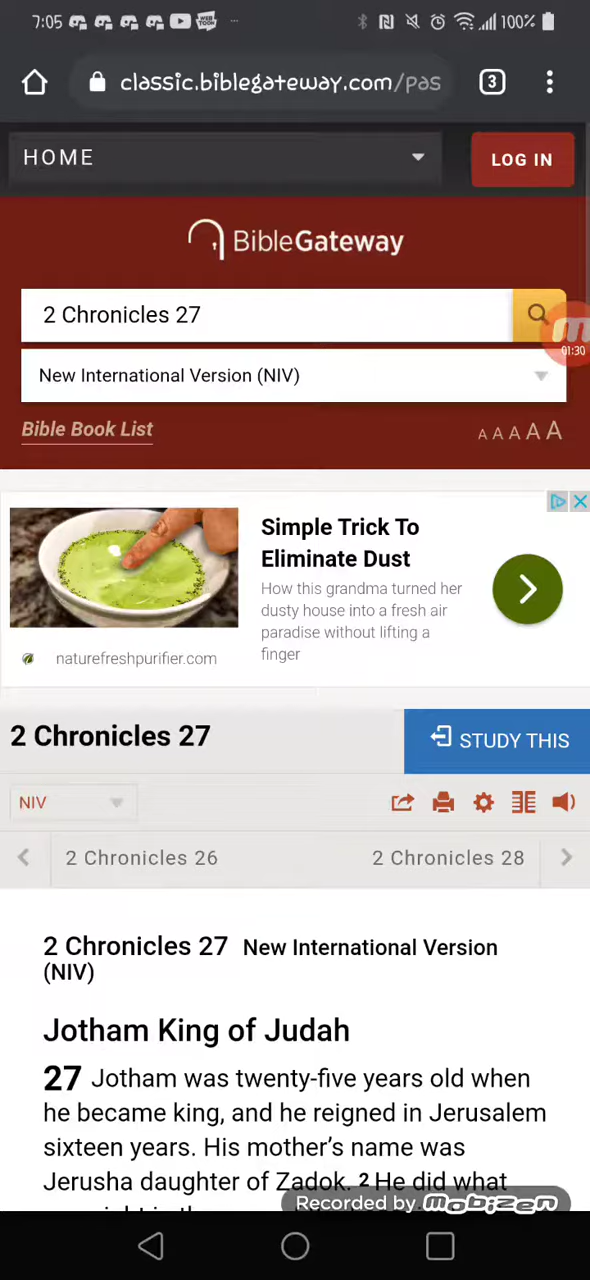 7:05 WEB TOON 100%
classic.biblegateway.com/pas 3
HOME LOG IN
BibleGateway
2 Chronicles 27
01:30
New International Version (NIV)
Bible Book List A A A A A
Simple Trick To
Eliminate Dust
How this grandma turned her
dusty house into a fresh air
paradise without lifting a
finger
naturefreshpurifier.com
2 Chronicles 27 STUDY THIS
NIV
2 Chronicles 26 2 Chronicles 28
2 Chronicles 27 New International Version
(NIV)
Jotham King of Judah
27 Jotham was twenty-five years old when
he became king, and he reigned in Jerusalem
sixteen years. His mother’s name was
Jerusha daughter of Zadok. 2 He did what
Recorded by mobizen